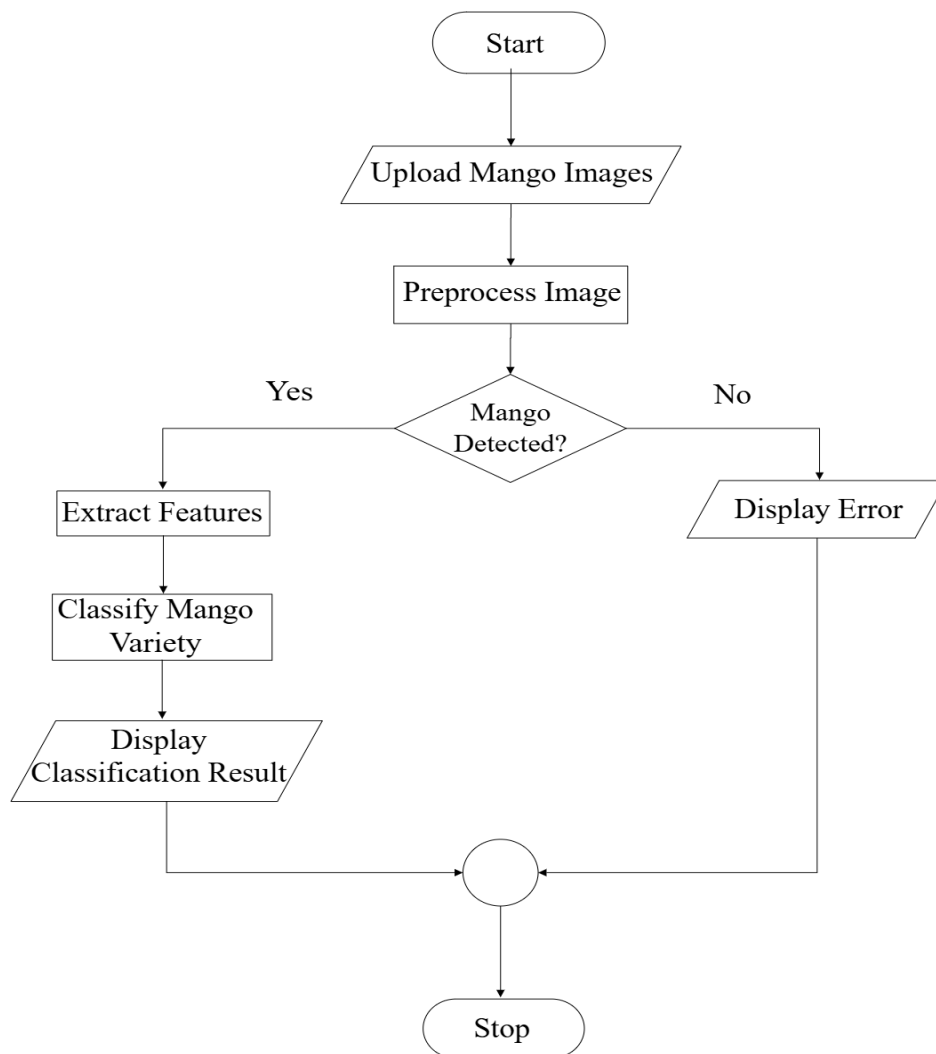 Start
Upload Mango Images
Preprocess Image
Yes
No
Mango
Detected?
Extract Features
Display Error
Classify Mango
Variety
Display
Classification Result
Stop